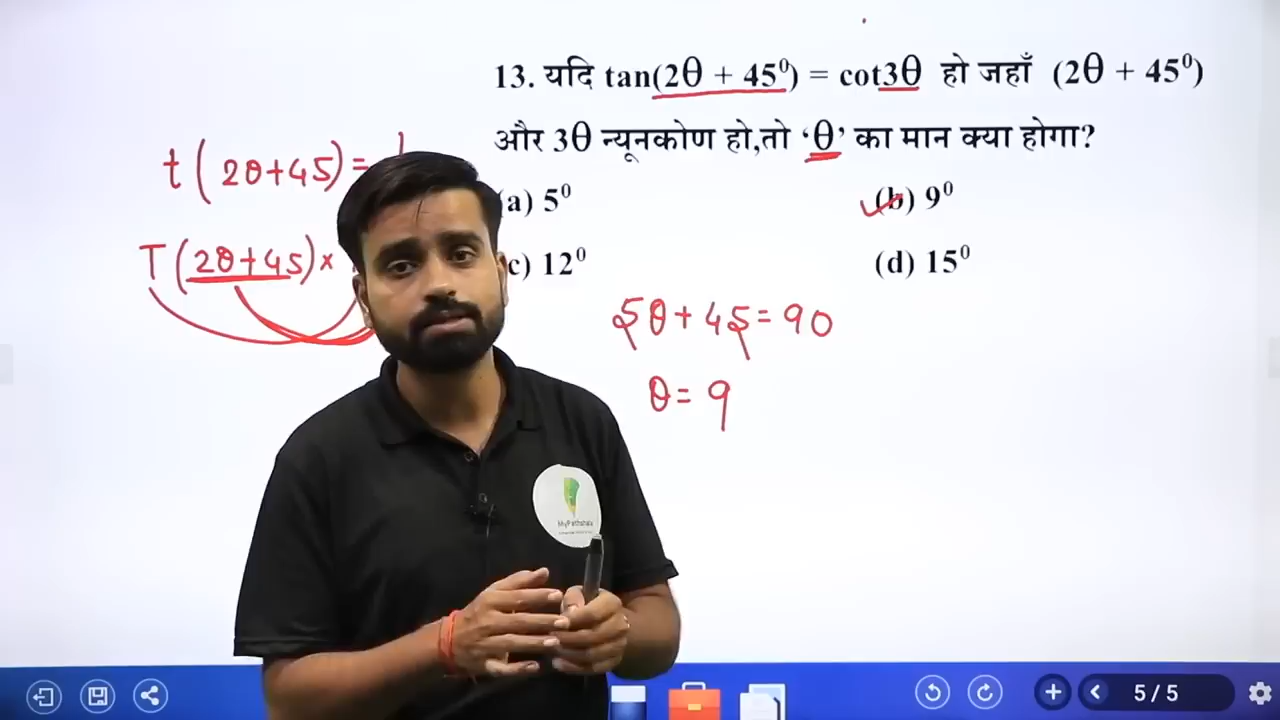 13. यदि tan(2θ + 45⁰) = cot3θ हो जहाँ (2θ + 45⁰)
और 3θ न्यूनकोण हो,तो ‘θ’ का मान क्या होगा?
a) 5⁰ (b) 9⁰
c) 12⁰ (d) 15⁰
t(2θ+45)=
T(2θ+45)×
5θ+45=90
θ=9
MyPathshala
5 / 5